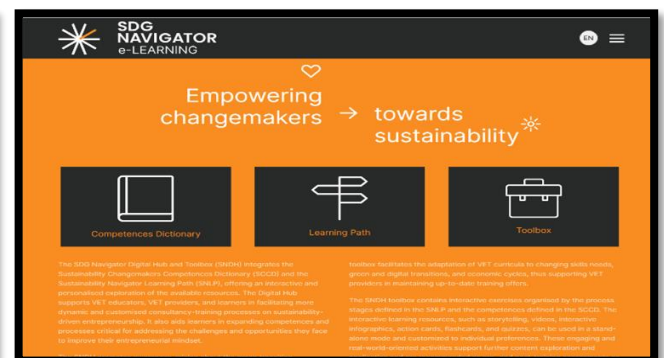 SDG
NAVIGATOR
e-LEARNING
EN
Empowering
changemakers → towards
sustainability
Competences Dictionary
Learning Path
Toolbox
The SDG Navigator Digital Hub and Toolbox (SNDH) integrates the
Sustainability Changemakers Competences Dictionary (SCCD) and the
Sustainability Navigator Learning Path (SNLP), offering an interactive and
personalised exploration of the available resources. The Digital Hub
supports VET educators, VET providers, and learners in facilitating more
dynamic and customised consultancy-training processes on sustainability-
driven entrepreneurship. It also aids learners in expanding competences and
processes critical for addressing the challenges and opportunities they face
to improve their entrepreneurial mindset.
toolbox facilitates the adaptation of VET curricula to changing skills needs,
green and digital transitions, and economic cycles, thus supporting VET
providers in maintaining up-to-date training offers.
The SNDH toolbox contains interactive exercises organised by the process
stages defined in the SNLP and the competences defined in the SCCD. The
interactive learning resources, such as storytelling, videos, interactive
infographics, action cards, flashcards, and quizzes, can be used in a stand-
alone mode and customised to individual preferences. These engaging and
real-world-oriented activities support further content exploration and